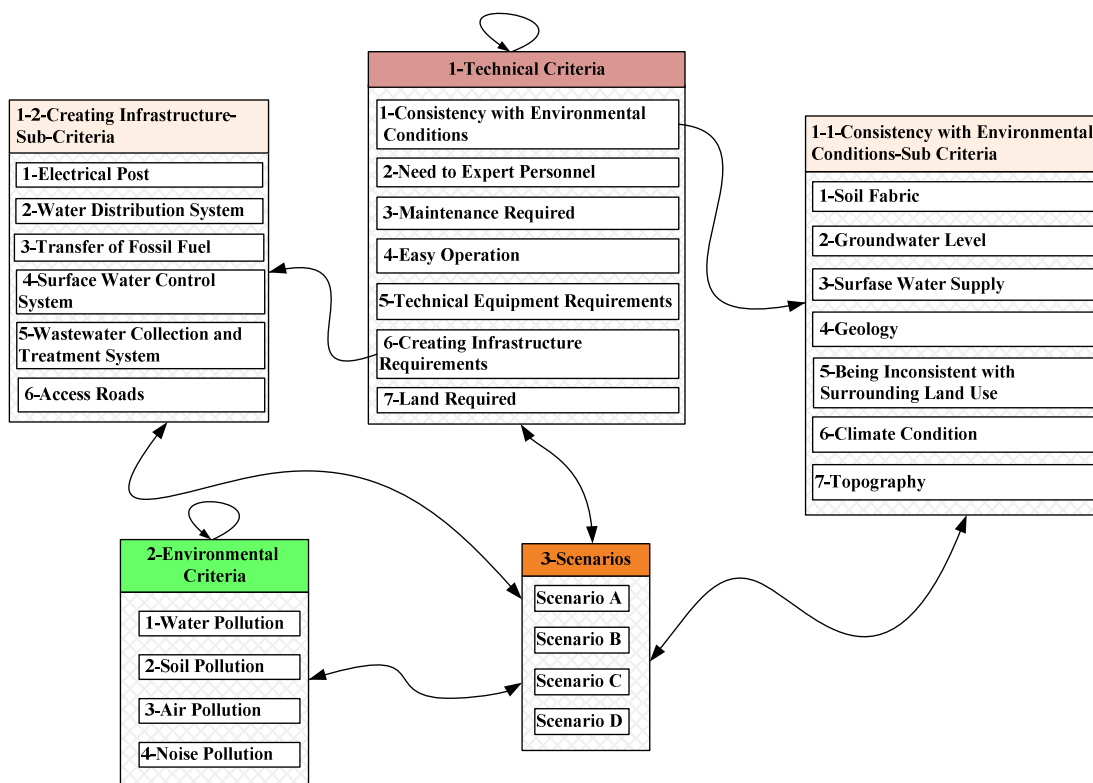 1-Technical Criteria
1-Consistency with Environmental
Conditions
2-Need to Expert Personnel
3-Maintenance Required
4-Easy Operation
5-Technical Equipment Requirements
6-Creating Infrastructure
Requirements
7-Land Required
1-2-Creating Infrastructure-
Sub-Criteria
1-Electrical Post
2-Water Distribution System
3-Transfer of Fossil Fuel
4-Surface Water Control
System
5-Wastewater Collection and
Treatment System
6-Access Roads
1-1-Consistency with Environmental
Conditions-Sub Criteria
1-Soil Fabric
2-Groundwater Level
3-Surfase Water Supply
4-Geology
5-Being Inconsistent with
Surrounding Land Use
6-Climate Condition
7-Topography
2-Environmental
Criteria
1-Water Pollution
2-Soil Pollution
3-Air Pollution
4-Noise Pollution
3-Scenarios
Scenario A
Scenario B
Scenario C
Scenario D